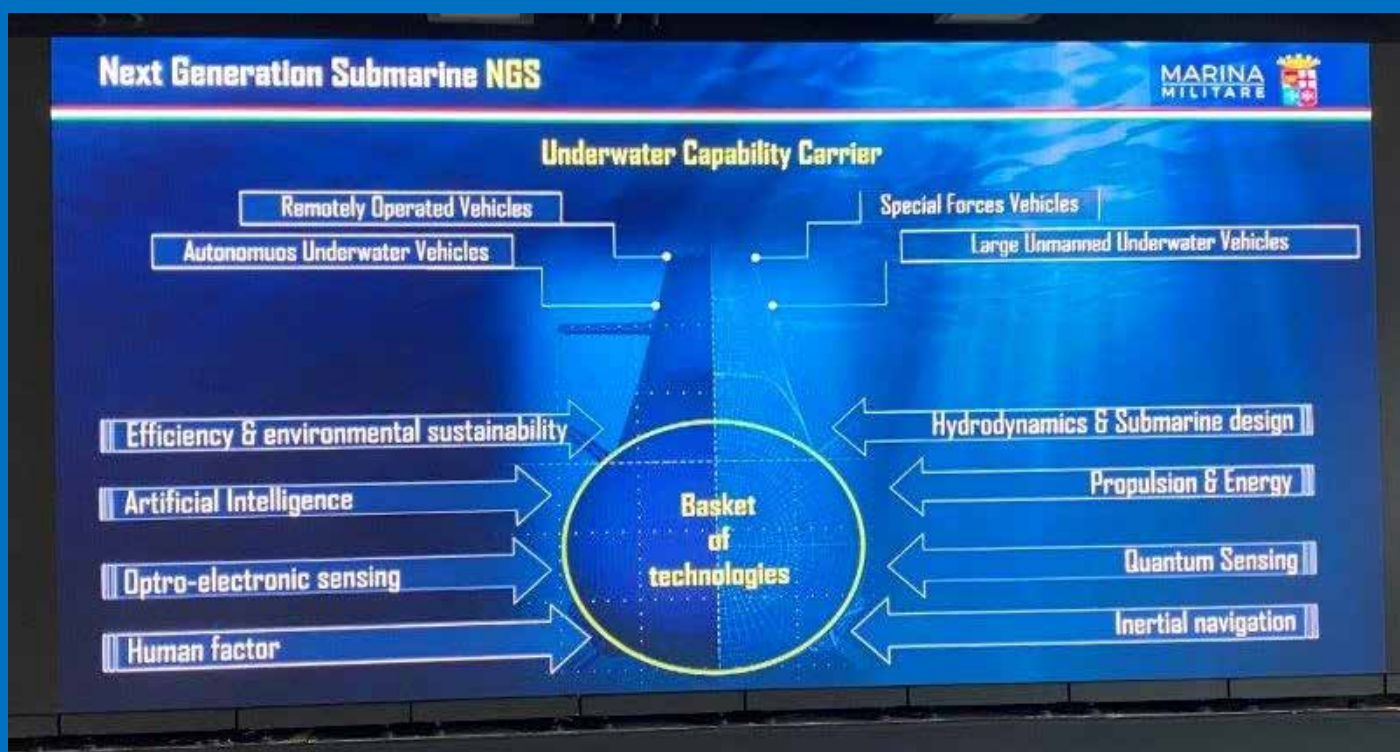 Next Generation Submarine NGS
MARINA
MILITARE
Underwater Capability Carrier
Remotely Operated Vehicles
Special Forces Vehicles
Autonomuos Underwater Vehicles
Large Unmanned Underwater Vehicles
Efficiency & environmental sustainability
Hydrodynamics & Submarine design
Artificial Intelligence
Propulsion & Energy
Basket
of
technologies
Optro-electronic sensing
Quantum Sensing
Human factor
Inertial navigation